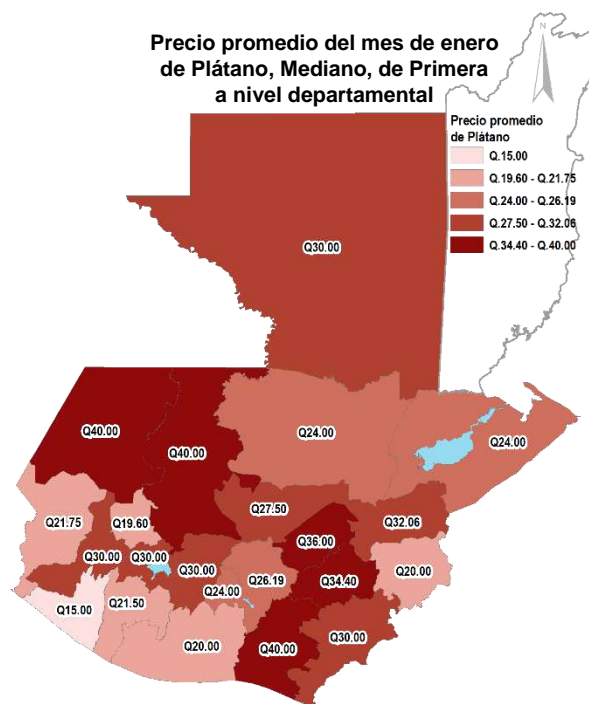 Precio promedio del mes de enero
de Plátano, Mediano, de Primera
a nivel departamental
N
Precio promedio
de Plátano
Q.15.00
Q.19.60 - Q.21.75
Q.24.00 - Q.26.19
Q.27.50 - Q.32.06
Q.34.40 - Q.40.00
Q30.00
Q40.00
Q40.00
Q24.00
Q24.00
Q27.50
Q21.75
Q19.60
Q32.06
Q36.00
Q30.00
Q30.00
Q30.00
Q26.19
Q34.40
Q20.00
Q24.00
Q15.00
Q21.50
Q20.00
Q40.00
Q30.00